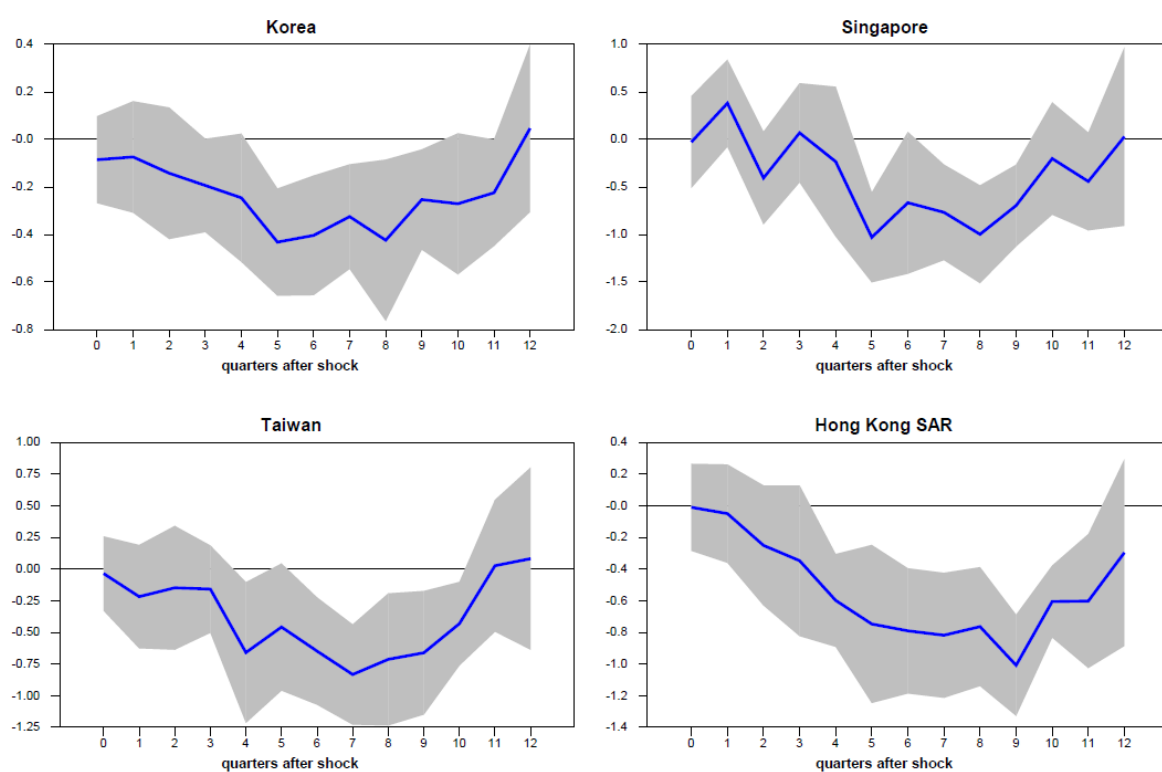 Korea
0.4
0.2
-0.0
-0.2
-0.4
-0.6
-0.8
0 1 2 3 4 5 6 7 8 9 10 11 12
quarters after shock
Singapore
1.0
0.5
-0.0
-0.5
-1.0
-1.5
-2.0
0 1 2 3 4 5 6 7 8 9 10 11 12
quarters after shock
Taiwan
1.00
0.75
0.50
0.25
0.00
-0.25
-0.50
-0.75
-1.00
-1.25
0 1 2 3 4 5 6 7 8 9 10 11 12
quarters after shock
Hong Kong SAR
0.4
0.2
-0.0
-0.2
-0.4
-0.6
-0.8
-1.0
-1.2
-1.4
0 1 2 3 4 5 6 7 8 9 10 11 12
quarters after shock